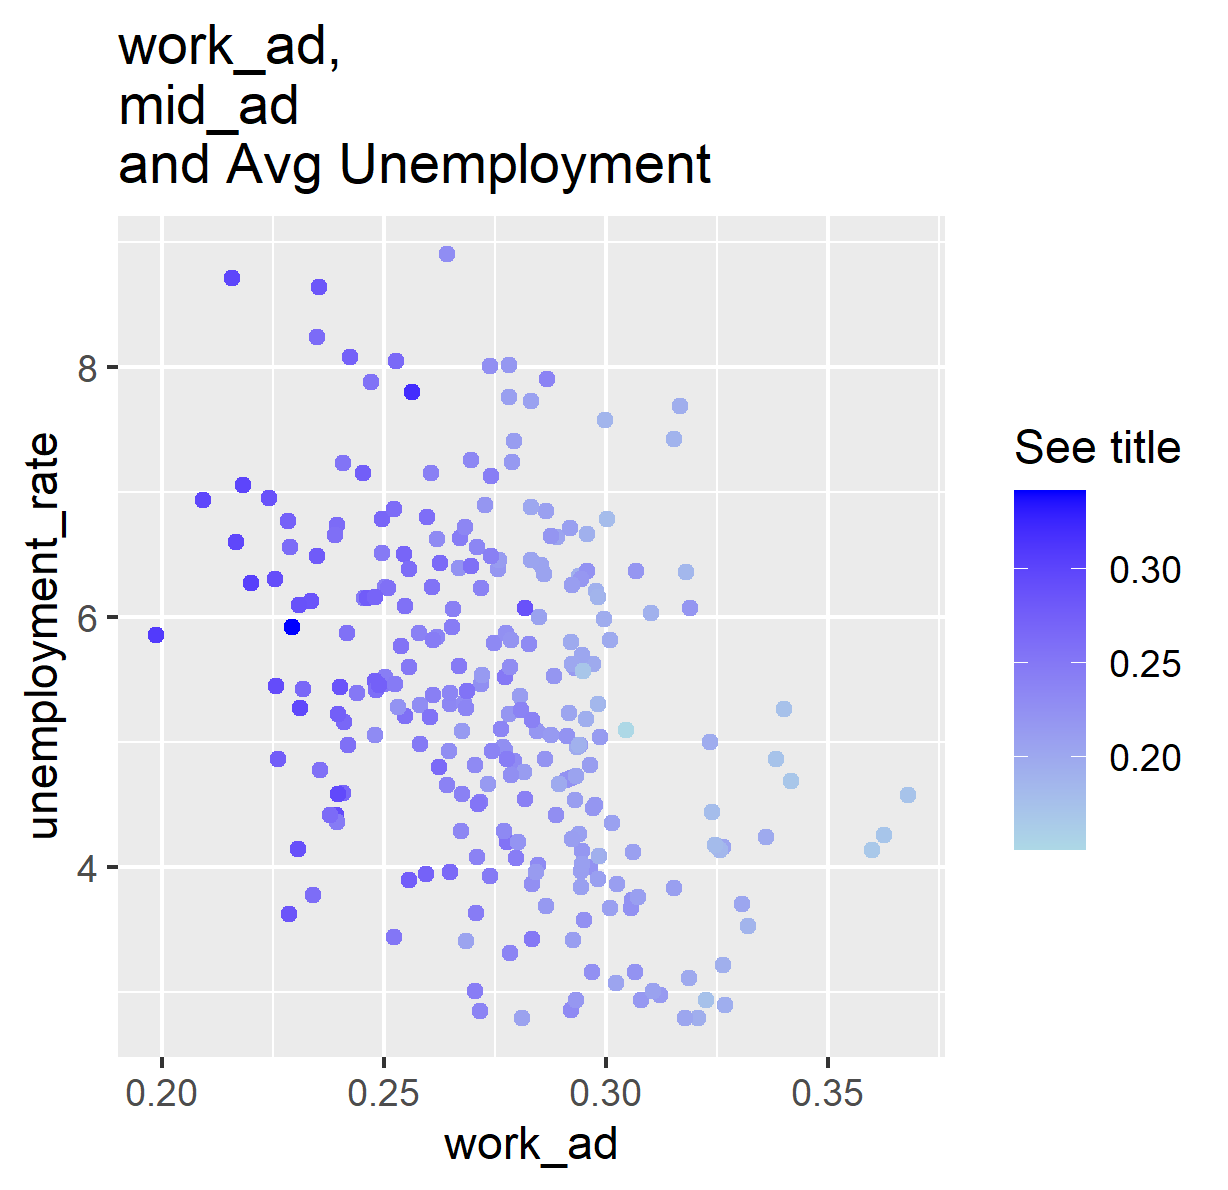 work_ad,
mid_ad
and Avg Unemployment
unemployment_rate
8
6
4
0.20
0.25
0.30
0.35
work_ad
See title
0.30
0.25
0.20